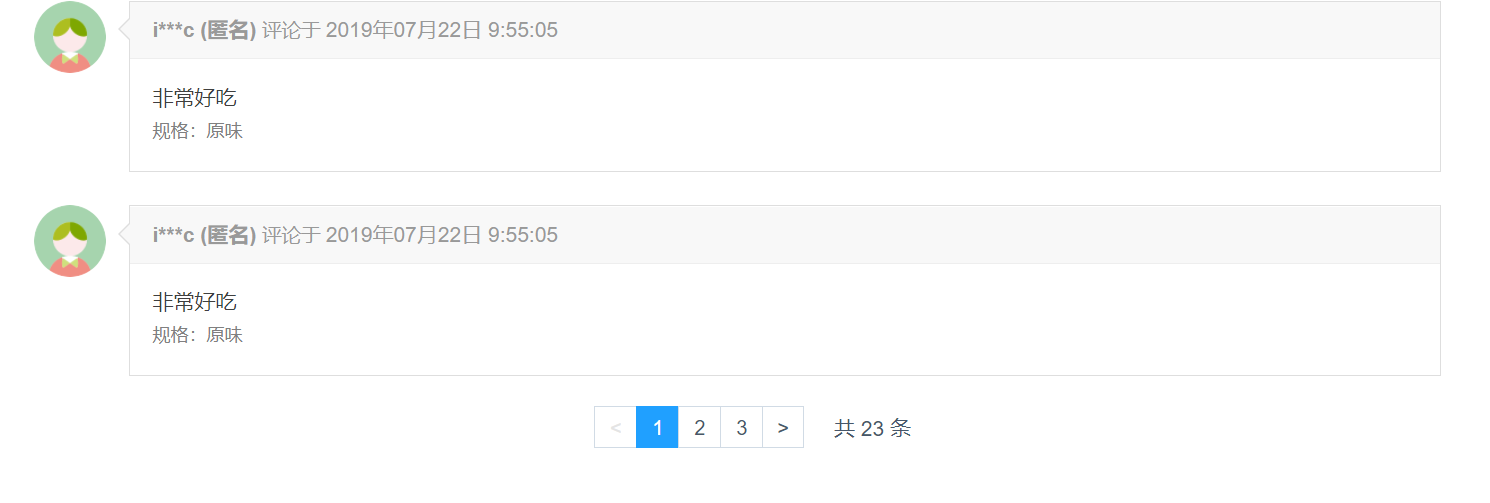 i***c (匿名) 评论于 2019年07月22日 9:55:05
非常好吃
规格：原味
i***c (匿名) 评论于 2019年07月22日 9:55:05
非常好吃
规格：原味
< 1 2 3 > 共 23 条